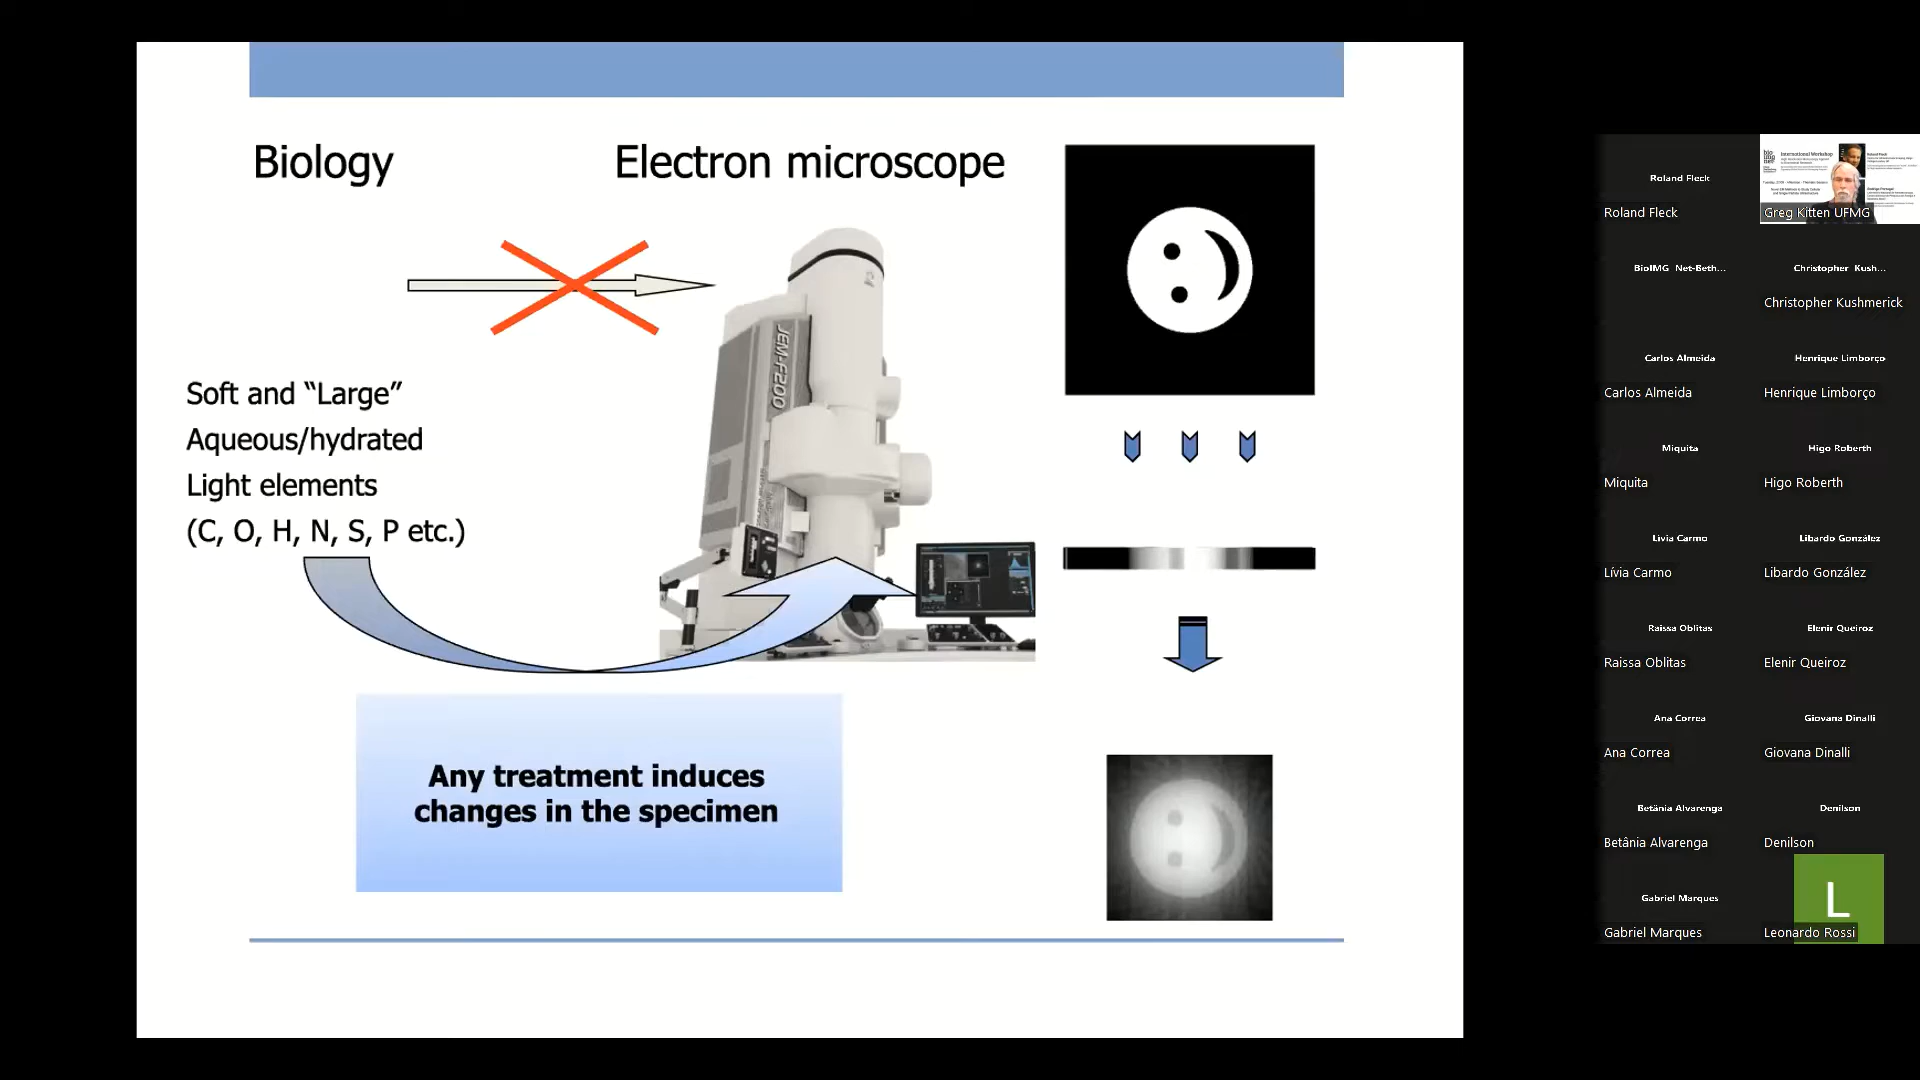 Biology
Electron microscope
JEM-F200
Soft and “Large”
Aqueous/hydrated
Light elements
(C, O, H, N, S, P etc.)
Any treatment induces
changes in the specimen
Roland Fleck
Roland Fleck
International Workshop
Greg Kitten UFMG
BioIMG Net-Beth...
Christopher Kush...
Christopher Kushmerick
Carlos Almeida
Carlos Almeida
Henrique Limborço
Henrique Limborço
Miquita
Miquita
Higo Roberth
Higo Roberth
Lívia Carmo
Lívia Carmo
Libardo González
Libardo González
Raissa Oblitas
Raissa Oblitas
Elenir Queiroz
Elenir Queiroz
Ana Correa
Ana Correa
Giovana Dinalli
Giovana Dinalli
Betânia Alvarenga
Betânia Alvarenga
Denilson
Denilson
Gabriel Marques
Gabriel Marques
L
Leonardo Rossi